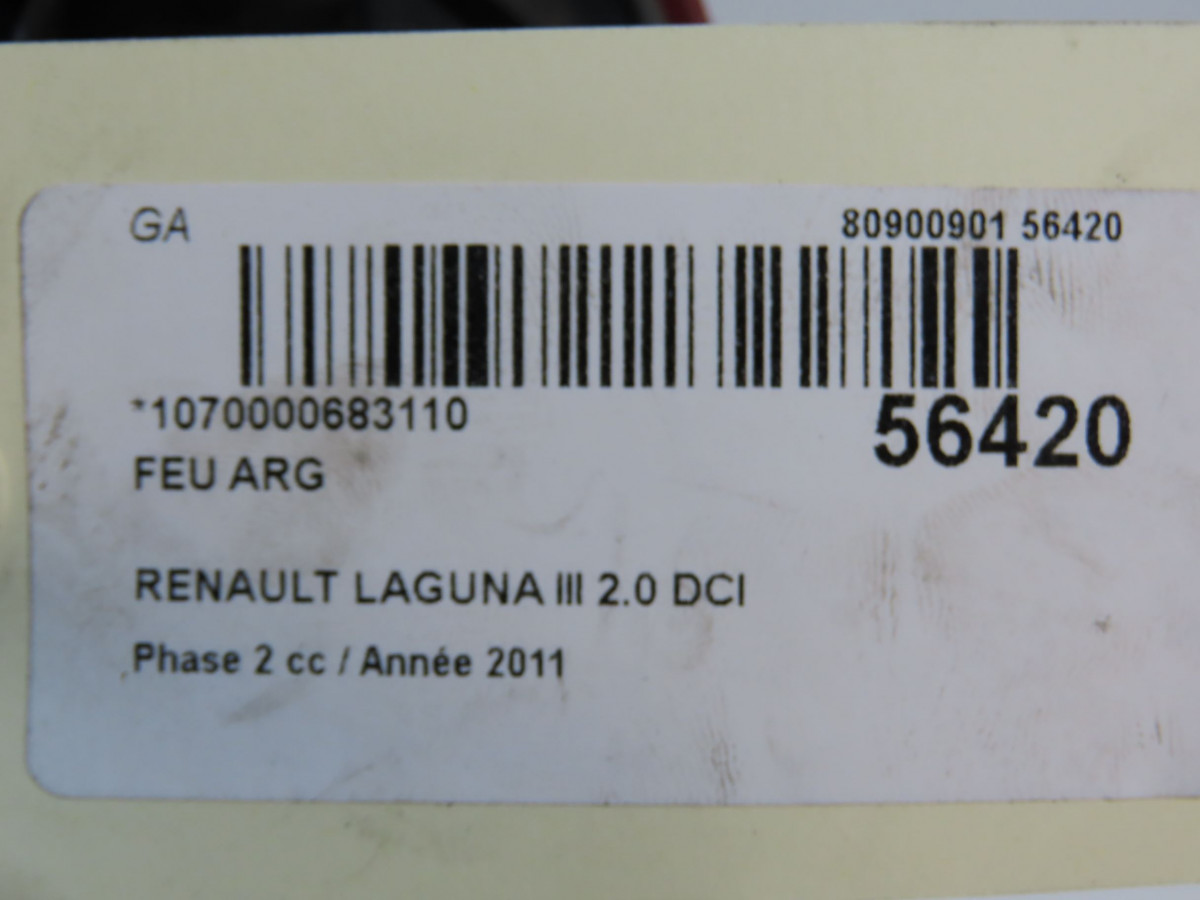 GA
80900901 56420
*1070000683110
56420
FEU ARG
RENAULT LAGUNA III 2.0 DCI
Phase 2 cc / Année 2011